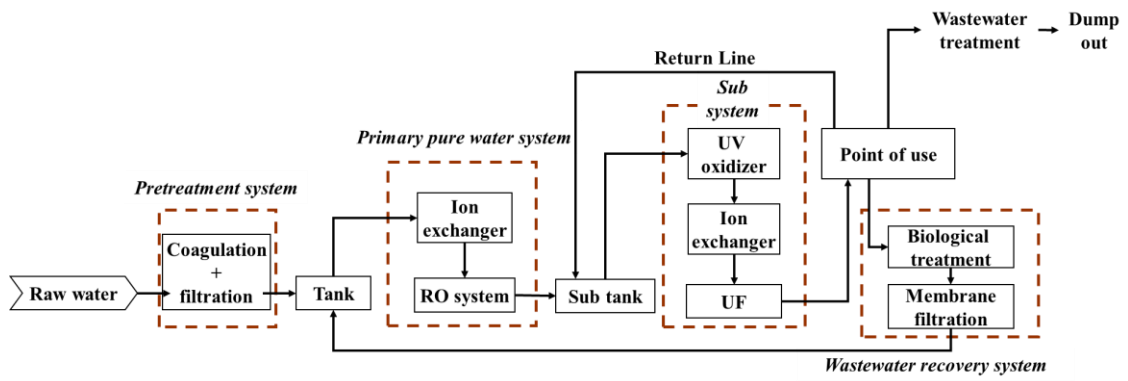 Wastewater
treatment
Dump
out
Return Line
Sub
system
Primary pure water system
UV
oxidizer
Point of use
Pretreatment system
Ion
exchanger
Ion
exchanger
Biological
treatment
Coagulation
+
filtration
Raw water
Tank
RO system
Sub tank
UF
Membrane
filtration
Wastewater recovery system